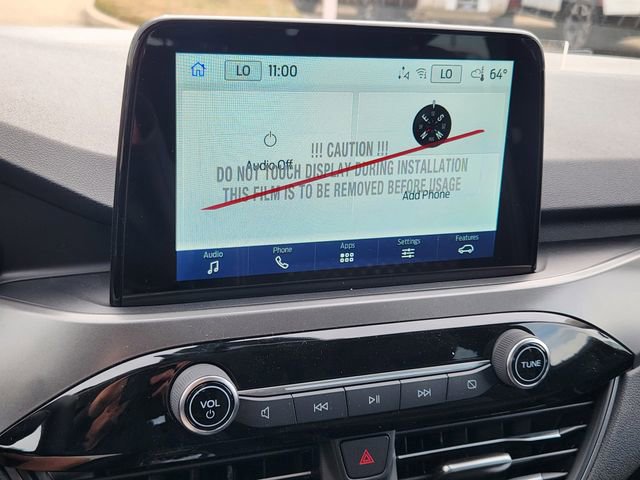 LO 11:00 LO 64°
E S N W
!!! CAUTION !!!
Audio Off
DO NOT TOUCH DISPLAY DURING INSTALLATION
THIS FILM IS TO BE REMOVED BEFORE USAGE
Add Phone
Audio Phone Apps Settings Features
VOL
TUNE